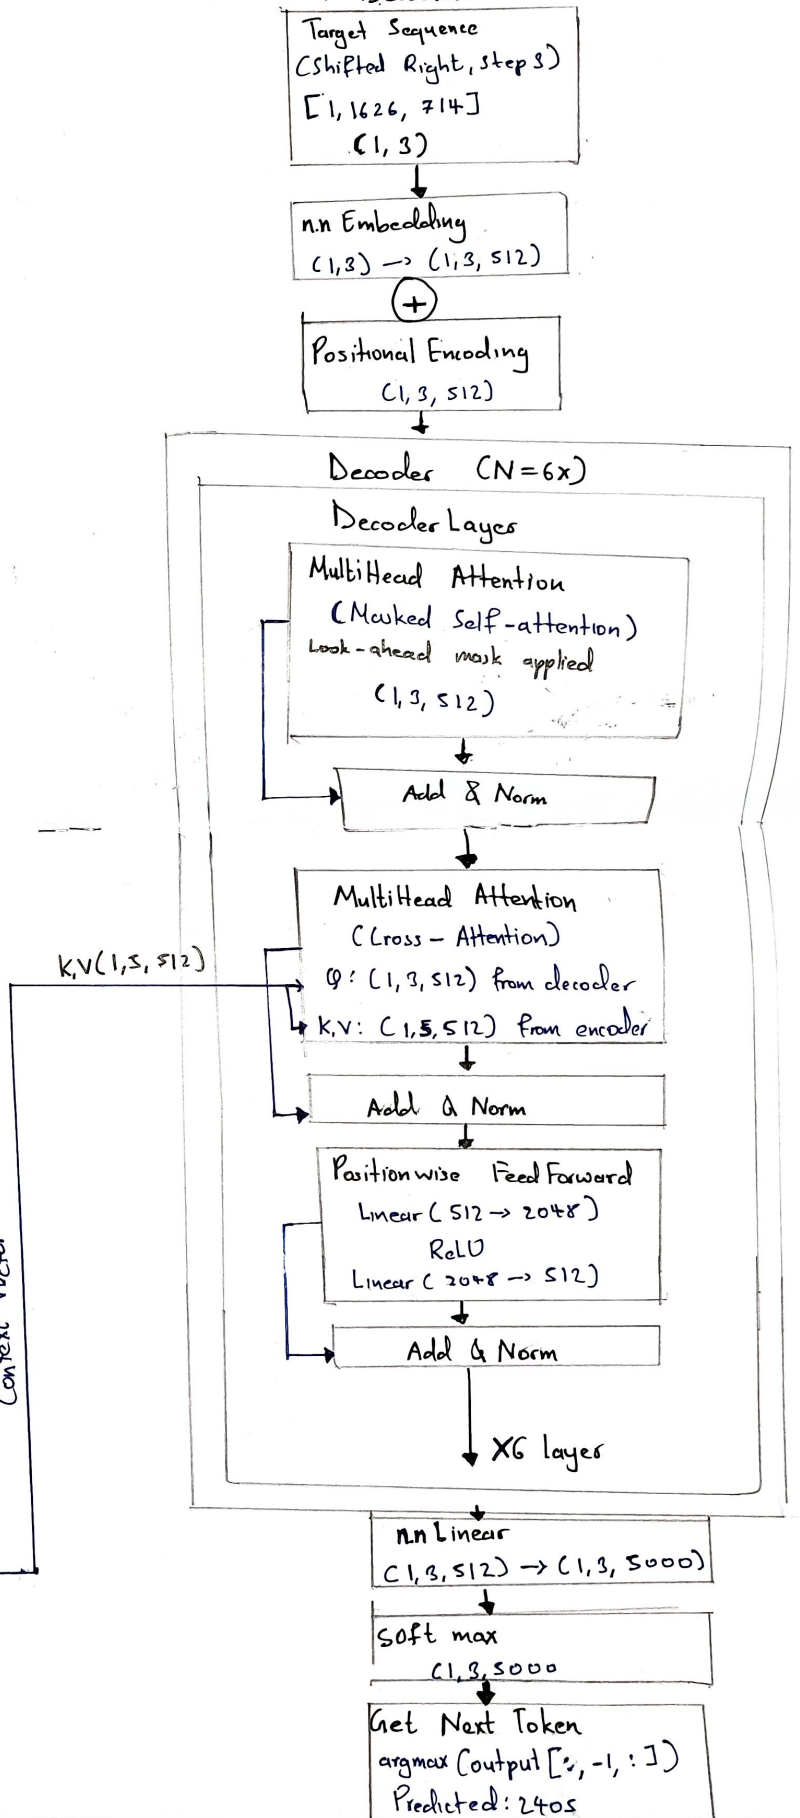 Target Sequence
(Shifted Right, step 3)
[1, 1626, 714]
(1, 3)
n.n Embedding
(1,3) -> (1,3, 512)
+
Positional Encoding
(1, 3, 512)
Decoder (N=6x)
Decoder Layer
MultiHead Attention
(Masked Self-attention)
Look-ahead mask applied
(1, 3, 512)
Add & Norm
MultiHead Attention
(Cross - Attention)
K,V(1,5, 512)
Q: (1, 3, 512) from decoder
K,V: (1,5,512) from encoder
Add & Norm
Positionwise FeedForward
Linear (512 -> 2048)
ReLU
Linear (2048 -> 512)
Context Vector
Add & Norm
X6 layer
n.n Linear
(1,3,512) -> (1,3, 5000)
Soft max
(1,3,5000
Get Next Token
argmax (output [:, -1, :])
Predicted: 2405